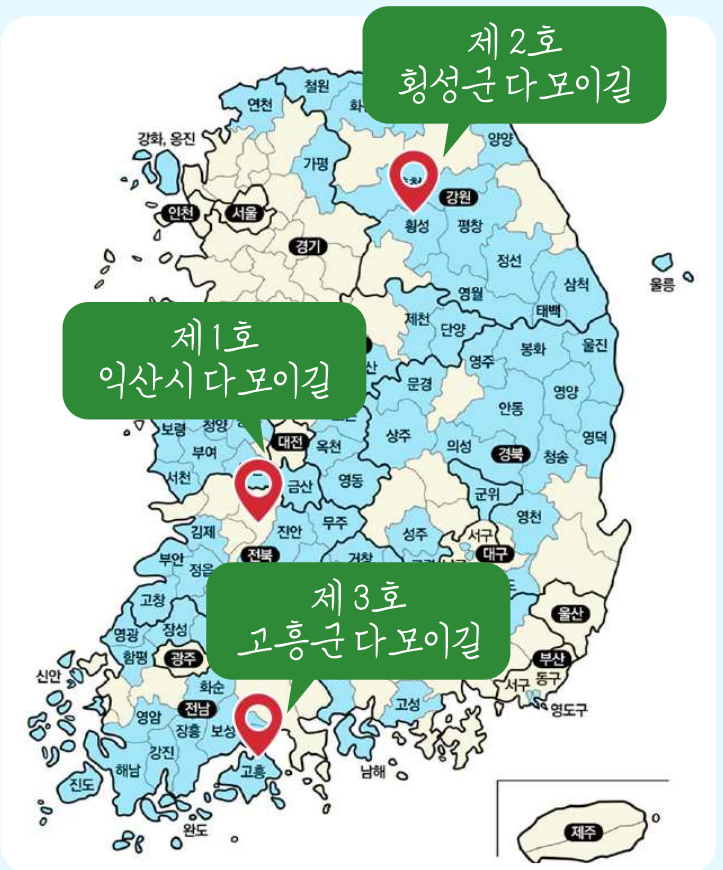 제 2호
횡성군 다 모이길
철원
연천
강화, 옹진
양양
가평
인천
서울
강원
횡성
평창
경기
정선
울릉
영월
삼척
태백
제천
단양
제 1호
익산시 다 모이길
봉화
울진
영주
문경
영양
안동
보령
청양
대전
옥천
상주
의성
경북
청송
영덕
부여
서천
금산
영동
군위
영천
김제
진안
무주
성주
서구
대구
전북
거창
부안
정읍
제 3호
고흥군 다 모이길
고창
울산
영광
장성
함평
광주
부산
신안
화순
서구
동구
영암
전남
고성
영도구
장흥
보성
강진
해남
고흥
남해
진도
완도
제주